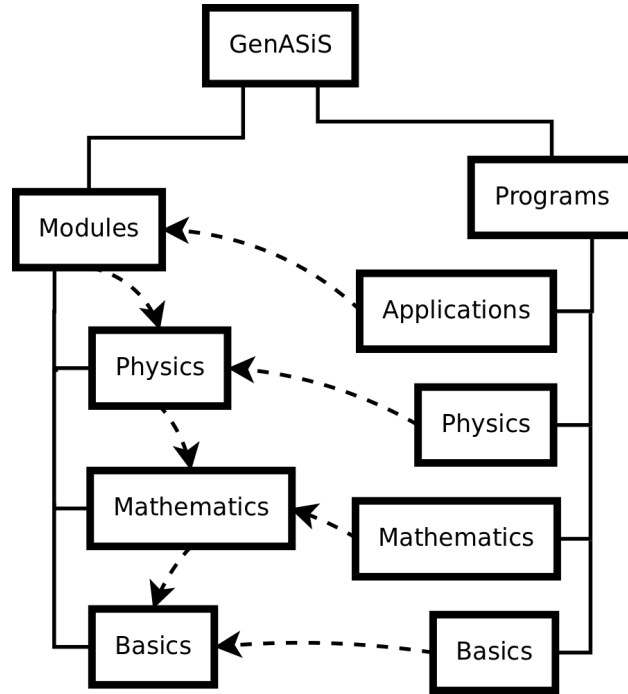 GenASiS
Programs
Modules
Applications
Physics
Physics
Mathematics
Mathematics
Basics
Basics